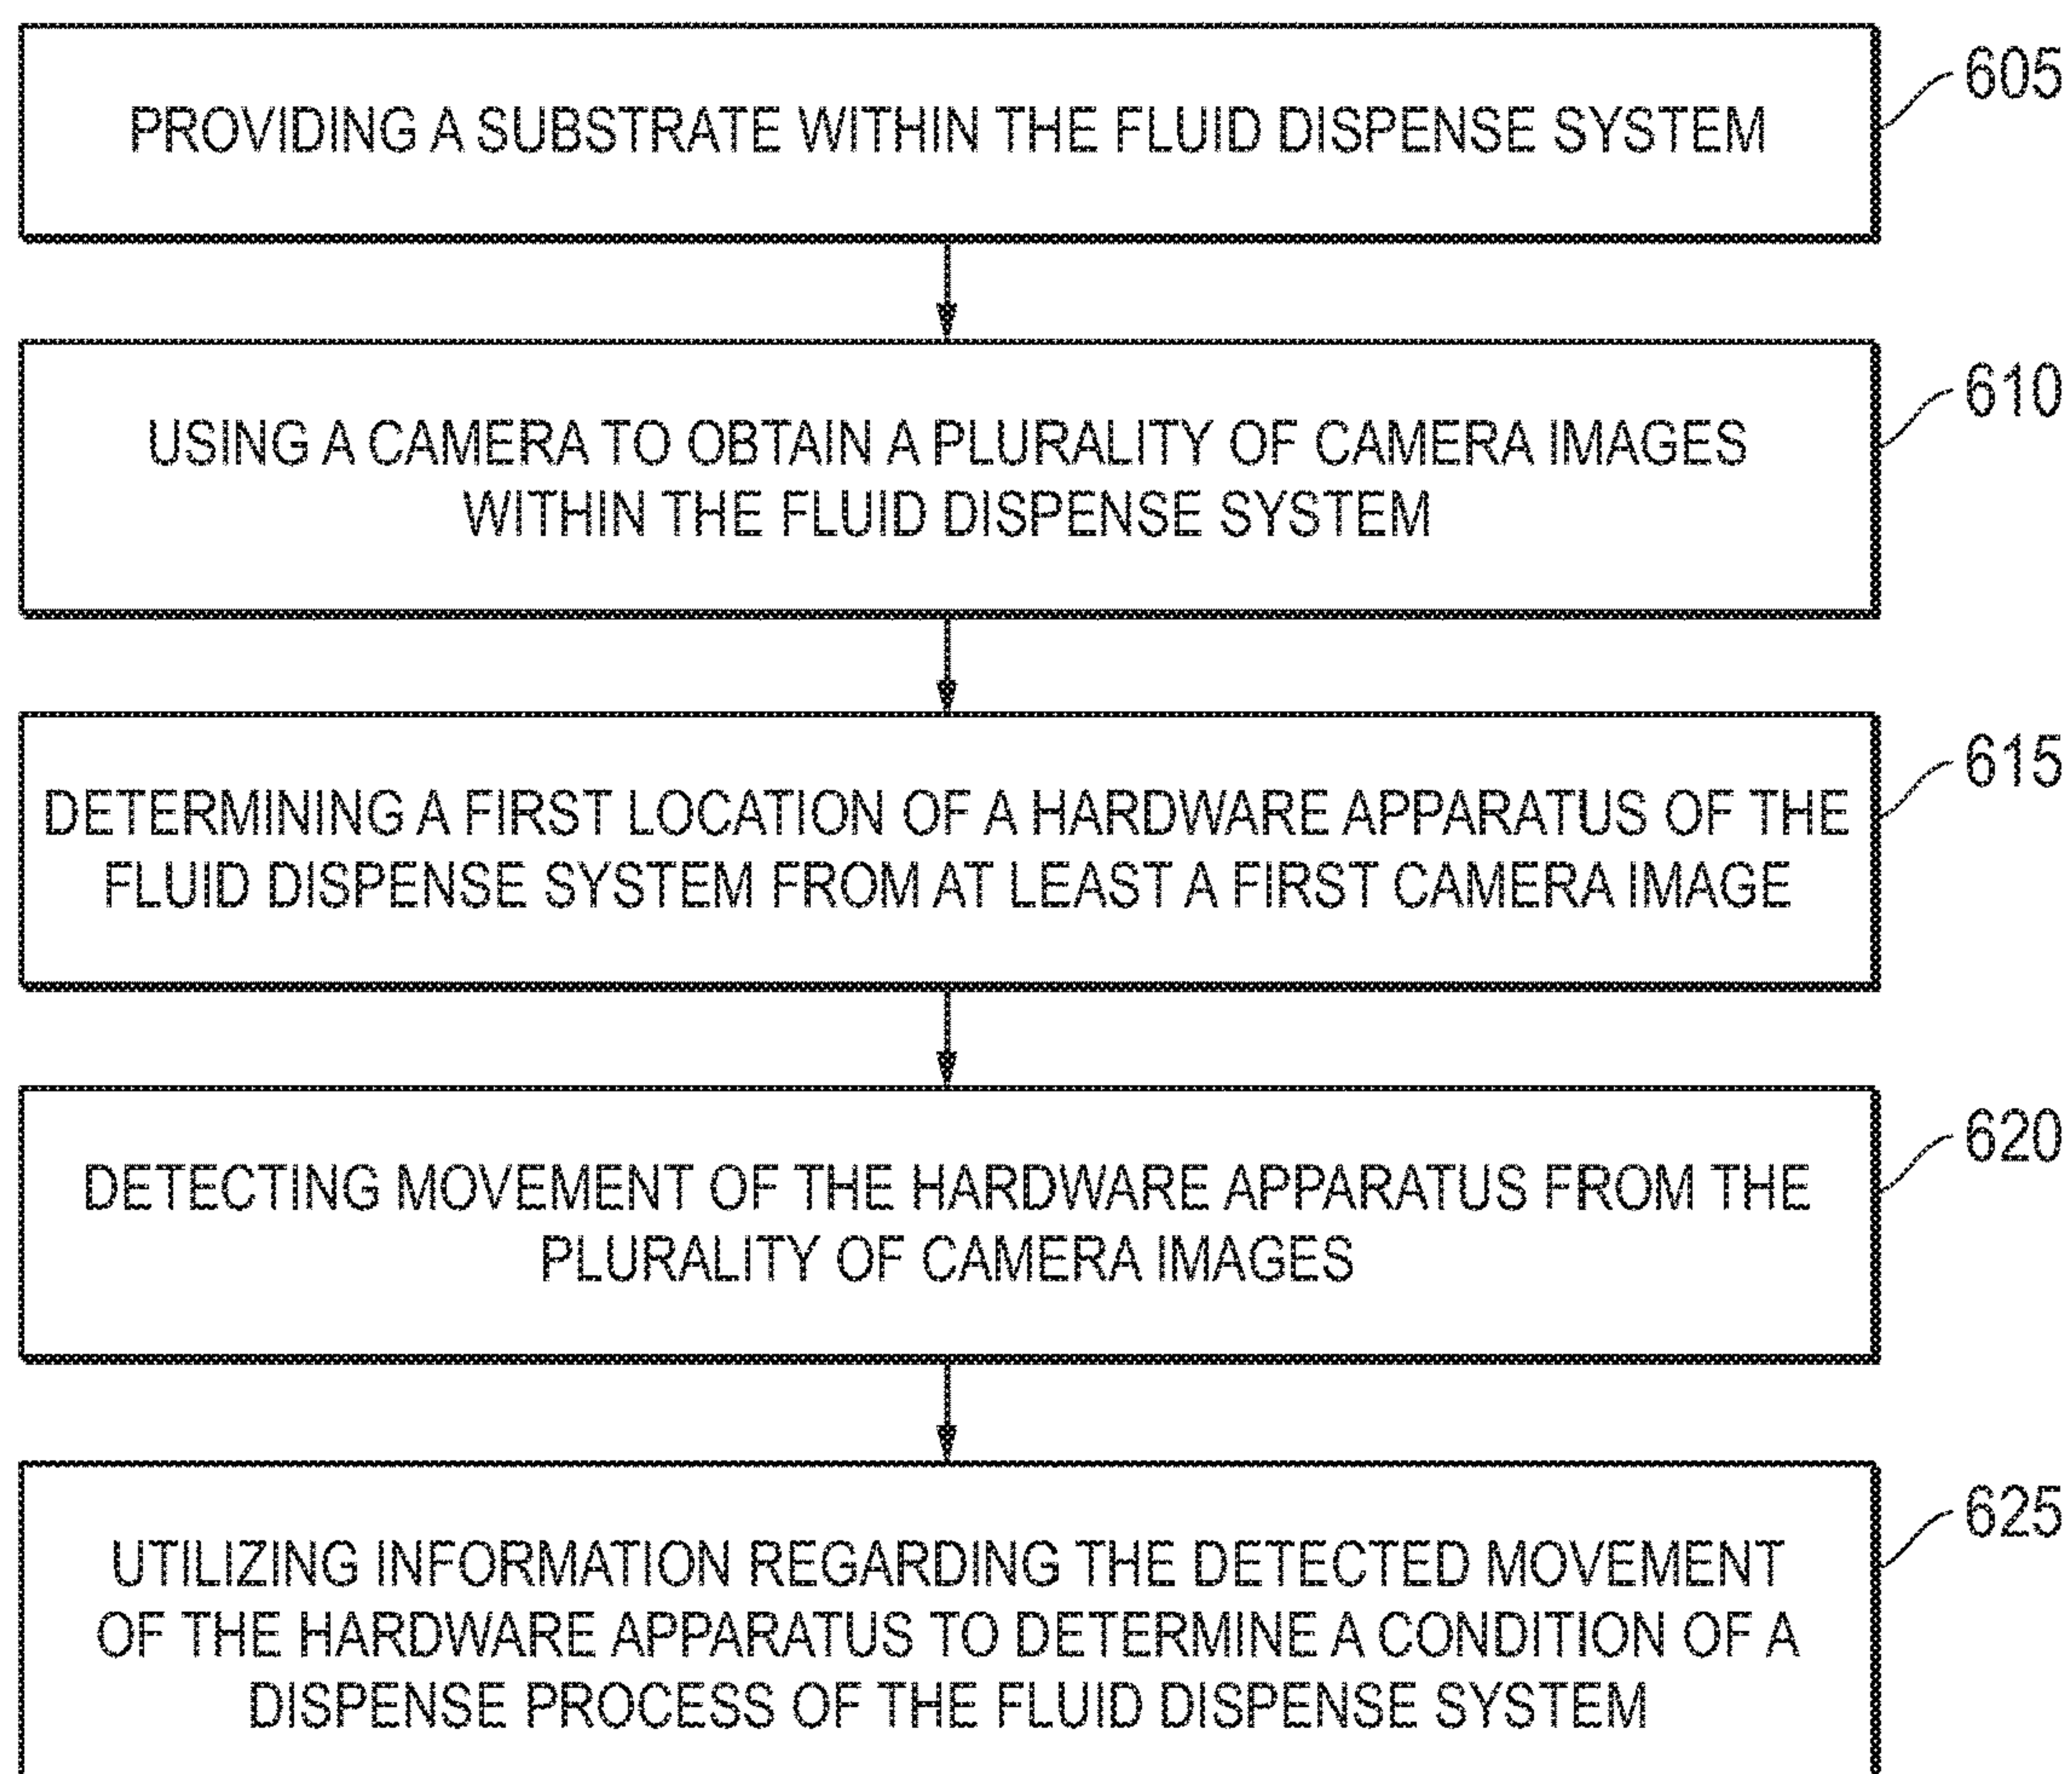 605
PROVIDING A SUBSTRATE WITHIN THE FLUID DISPENSE SYSTEM
610
USING A CAMERA TO OBTAIN A PLURALITY OF CAMERA IMAGES
WITHIN THE FLUID DISPENSE SYSTEM
615
DETERMINING A FIRST LOCATION OF A HARDWARE APPARATUS OF THE
FLUID DISPENSE SYSTEM FROM AT LEAST A FIRST CAMERA IMAGE
620
DETECTING MOVEMENT OF THE HARDWARE APPARATUS FROM THE
PLURALITY OF CAMERA IMAGES
625
UTILIZING INFORMATION REGARDING THE DETECTED MOVEMENT
OF THE HARDWARE APPARATUS TO DETERMINE A CONDITION OF A
DISPENSE PROCESS OF THE FLUID DISPENSE SYSTEM